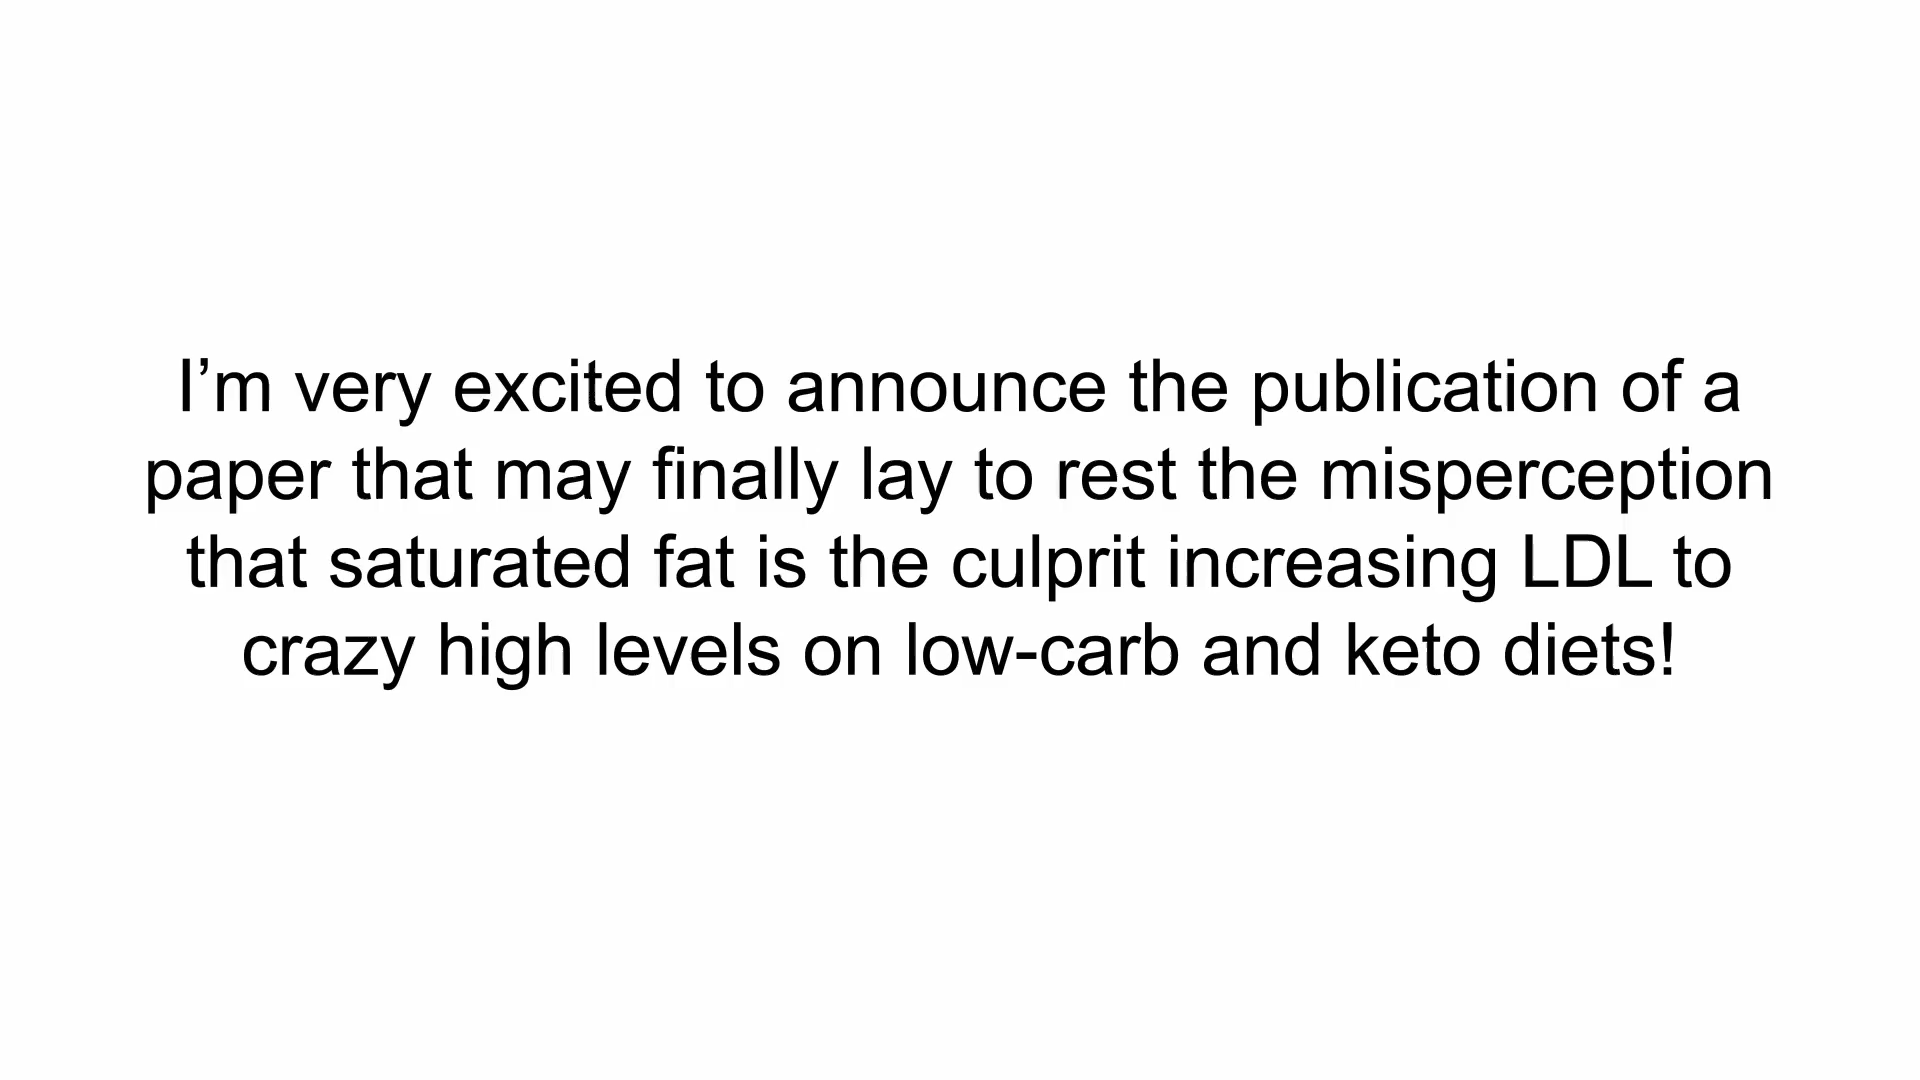 I’m very excited to announce the publication of a
paper that may finally lay to rest the misperception
that saturated fat is the culprit increasing LDL to
crazy high levels on low-carb and keto diets!